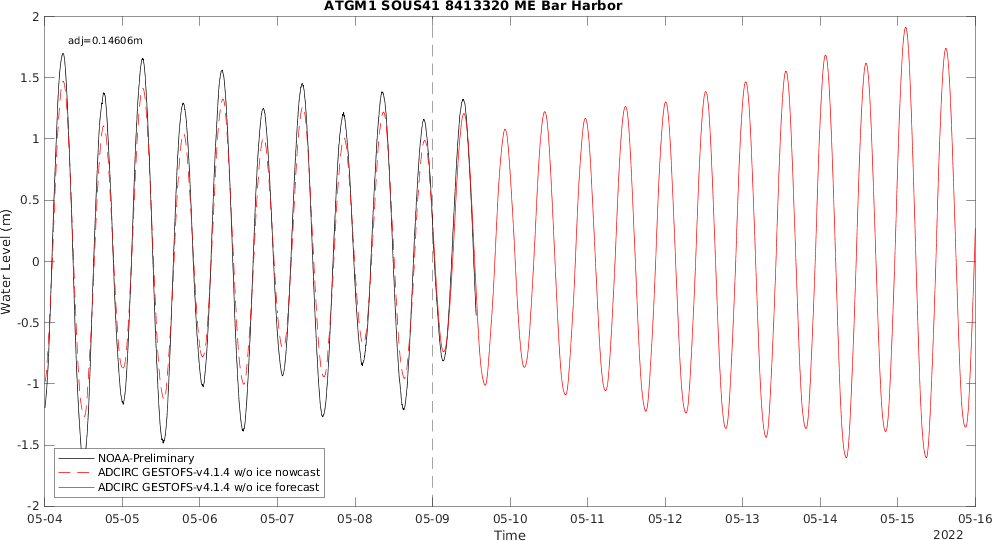 ATGM1 SOUS41 8413320 ME Bar Harbor
adj=0.14606m
2
1.5
1
0.5
0
-0.5
-1
-1.5
-2
Water Level (m)
NOAA-Preliminary
ADCIRC GESTOFS-v4.1.4 w/o ice nowcast
ADCIRC GESTOFS-v4.1.4 w/o ice forecast
05-04 05-05 05-06 05-07 05-08 05-09 05-10 05-11 05-12 05-13 05-14 05-15 05-16
Time
2022